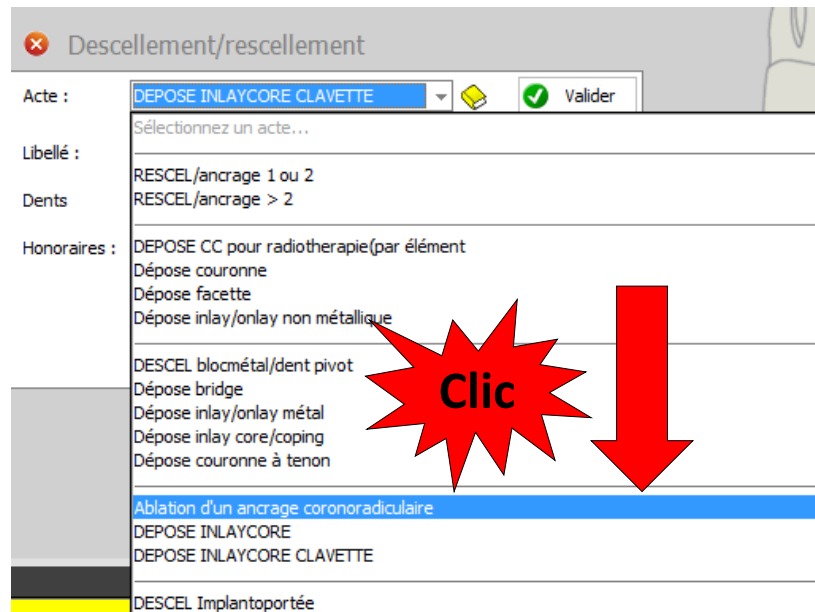 Descellement/rescellement
Acte :
DEPOSE INLAYCORE CLAVETTE
Valider
Sélectionnez un acte...
Libellé :
RESCEL/ancrage 1 ou 2
Dents
RESCEL/ancrage > 2
Honoraires :
DEPOSE CC pour radiotherapie(par élément
Dépose couronne
Dépose facette
Dépose inlay/onlay non métallique
DESCEL blocmétal/dent pivot
Clic
Dépose bridge
Dépose inlay/onlay métal
Dépose inlay core/coping
Dépose couronne à tenon
Ablation d'un ancrage coronoradiculaire
DEPOSE INLAYCORE
DEPOSE INLAYCORE CLAVETTE
DESCEL Implantoportée